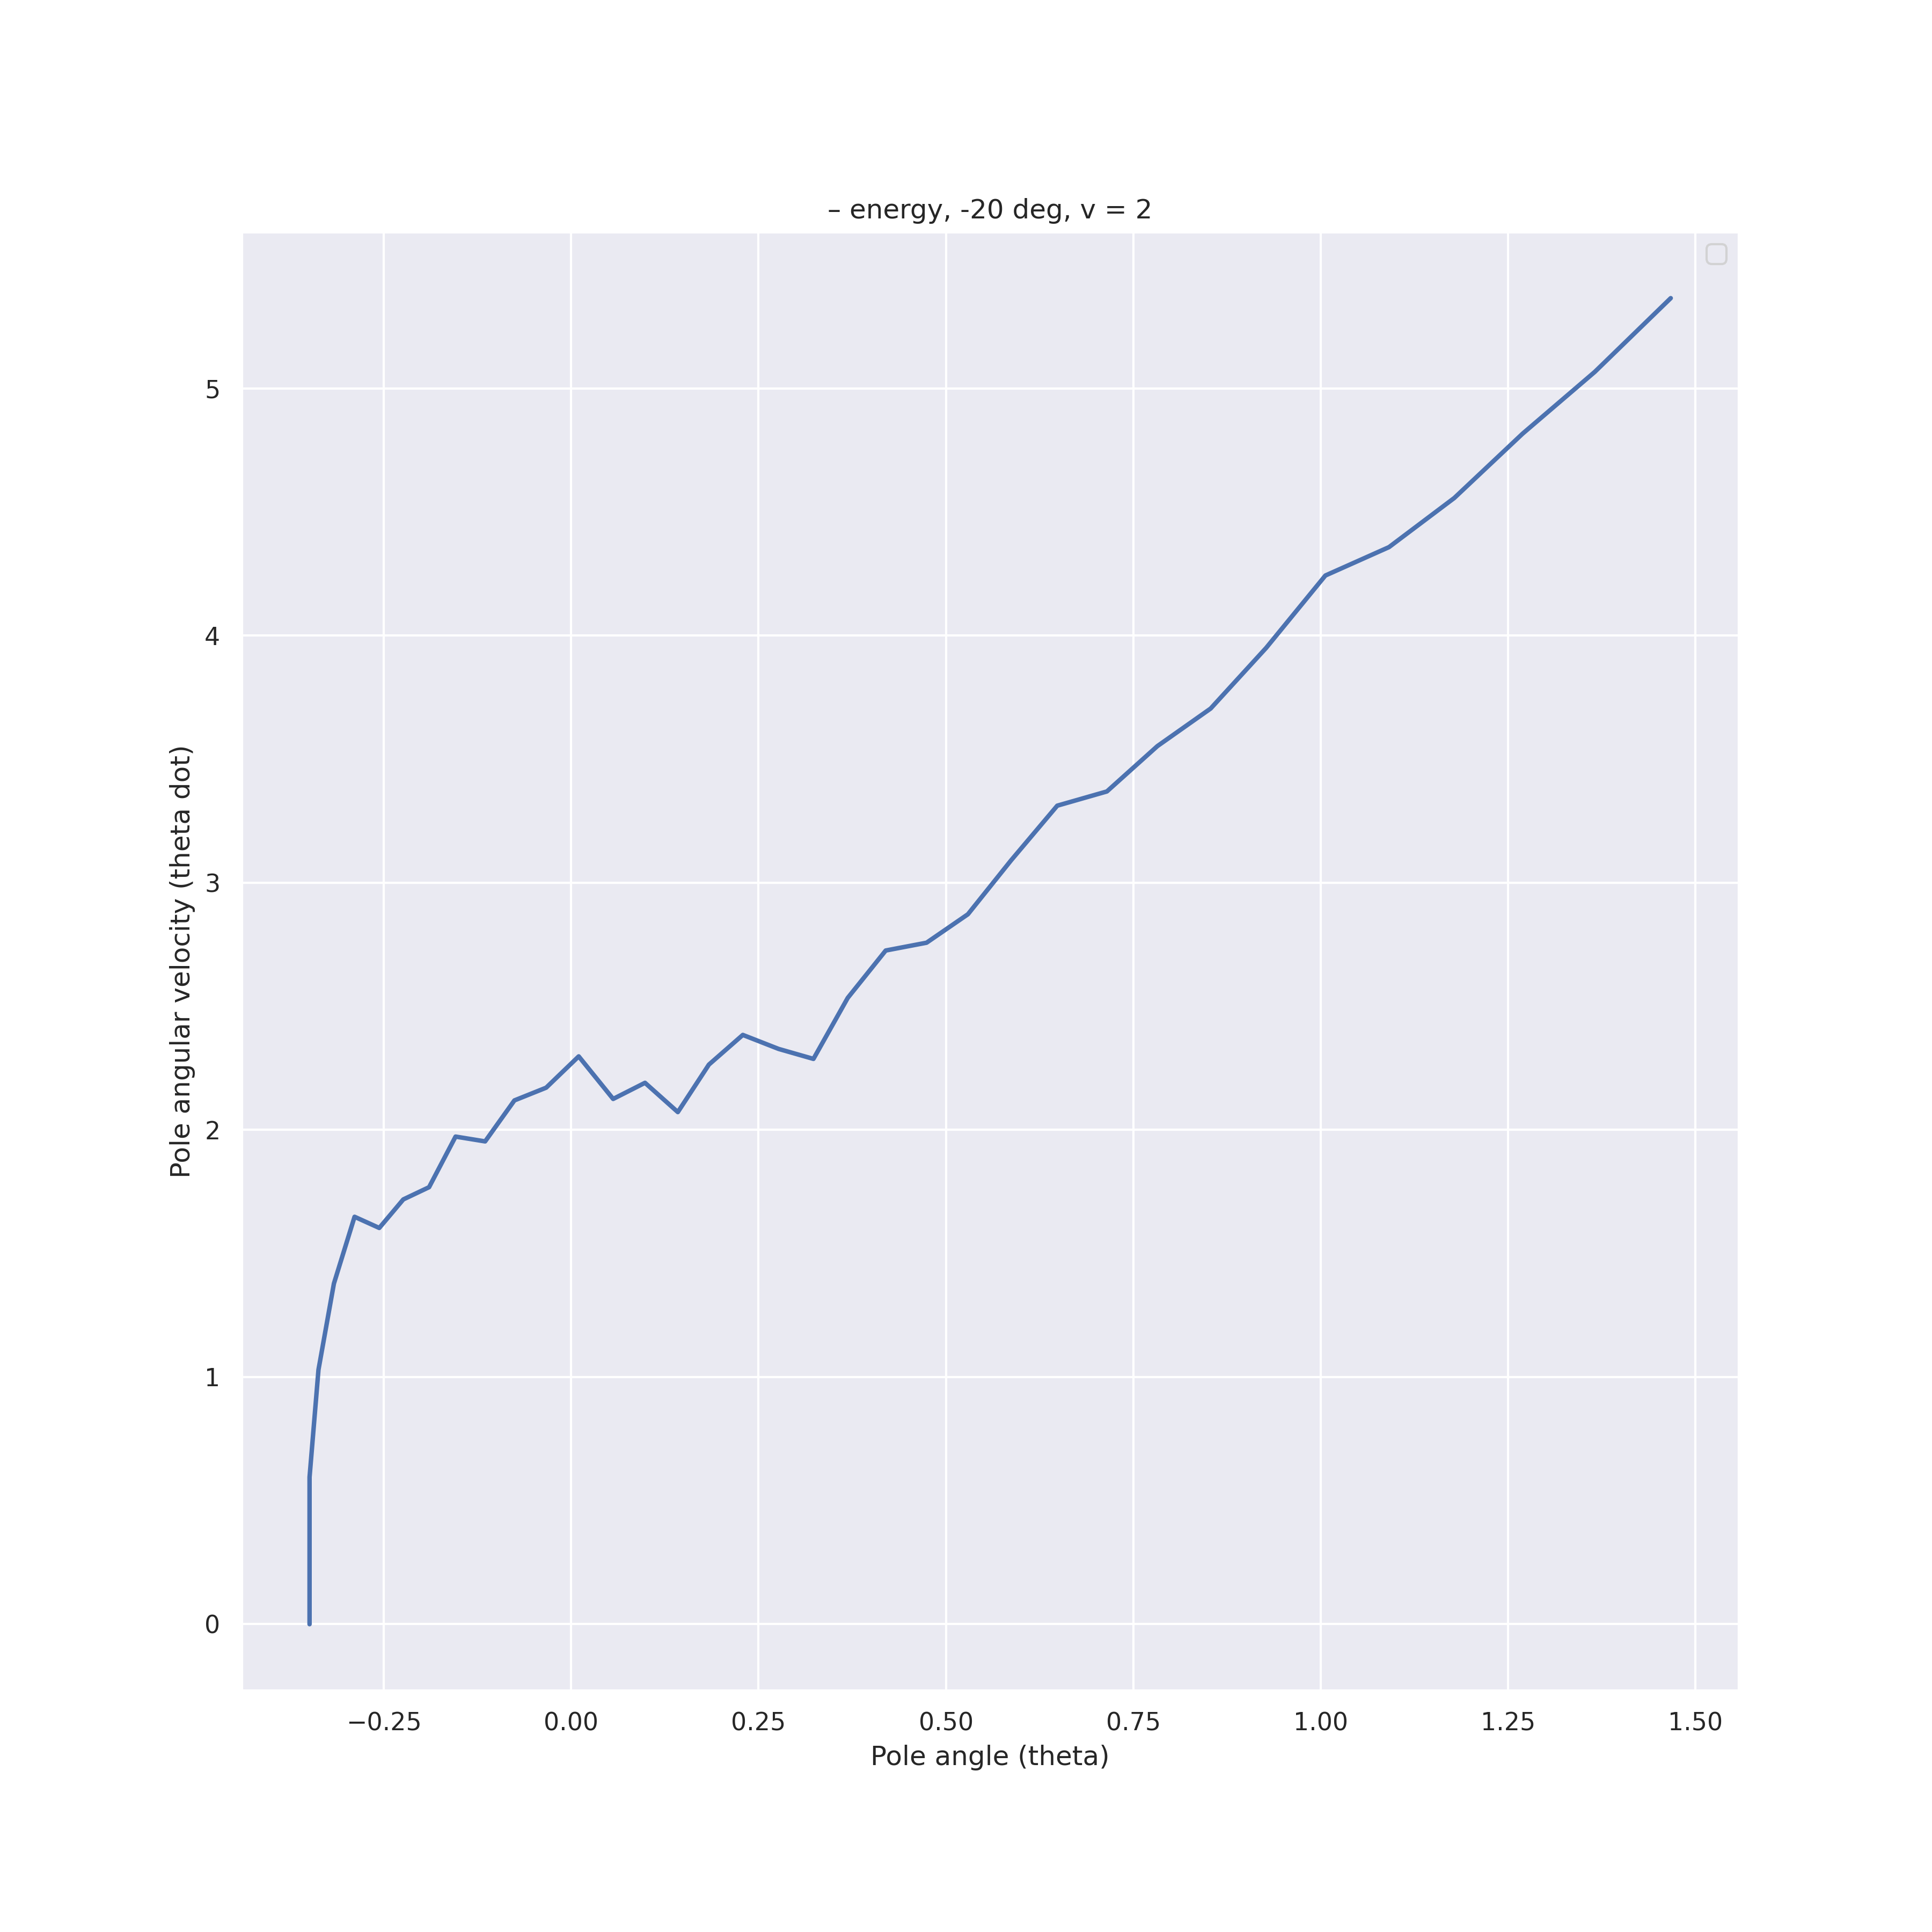 – energy, -20 deg, v = 2
5
4
3
2
1
0
Pole angular velocity (theta dot)
−0.25 0.00 0.25 0.50 0.75 1.00 1.25 1.50
Pole angle (theta)